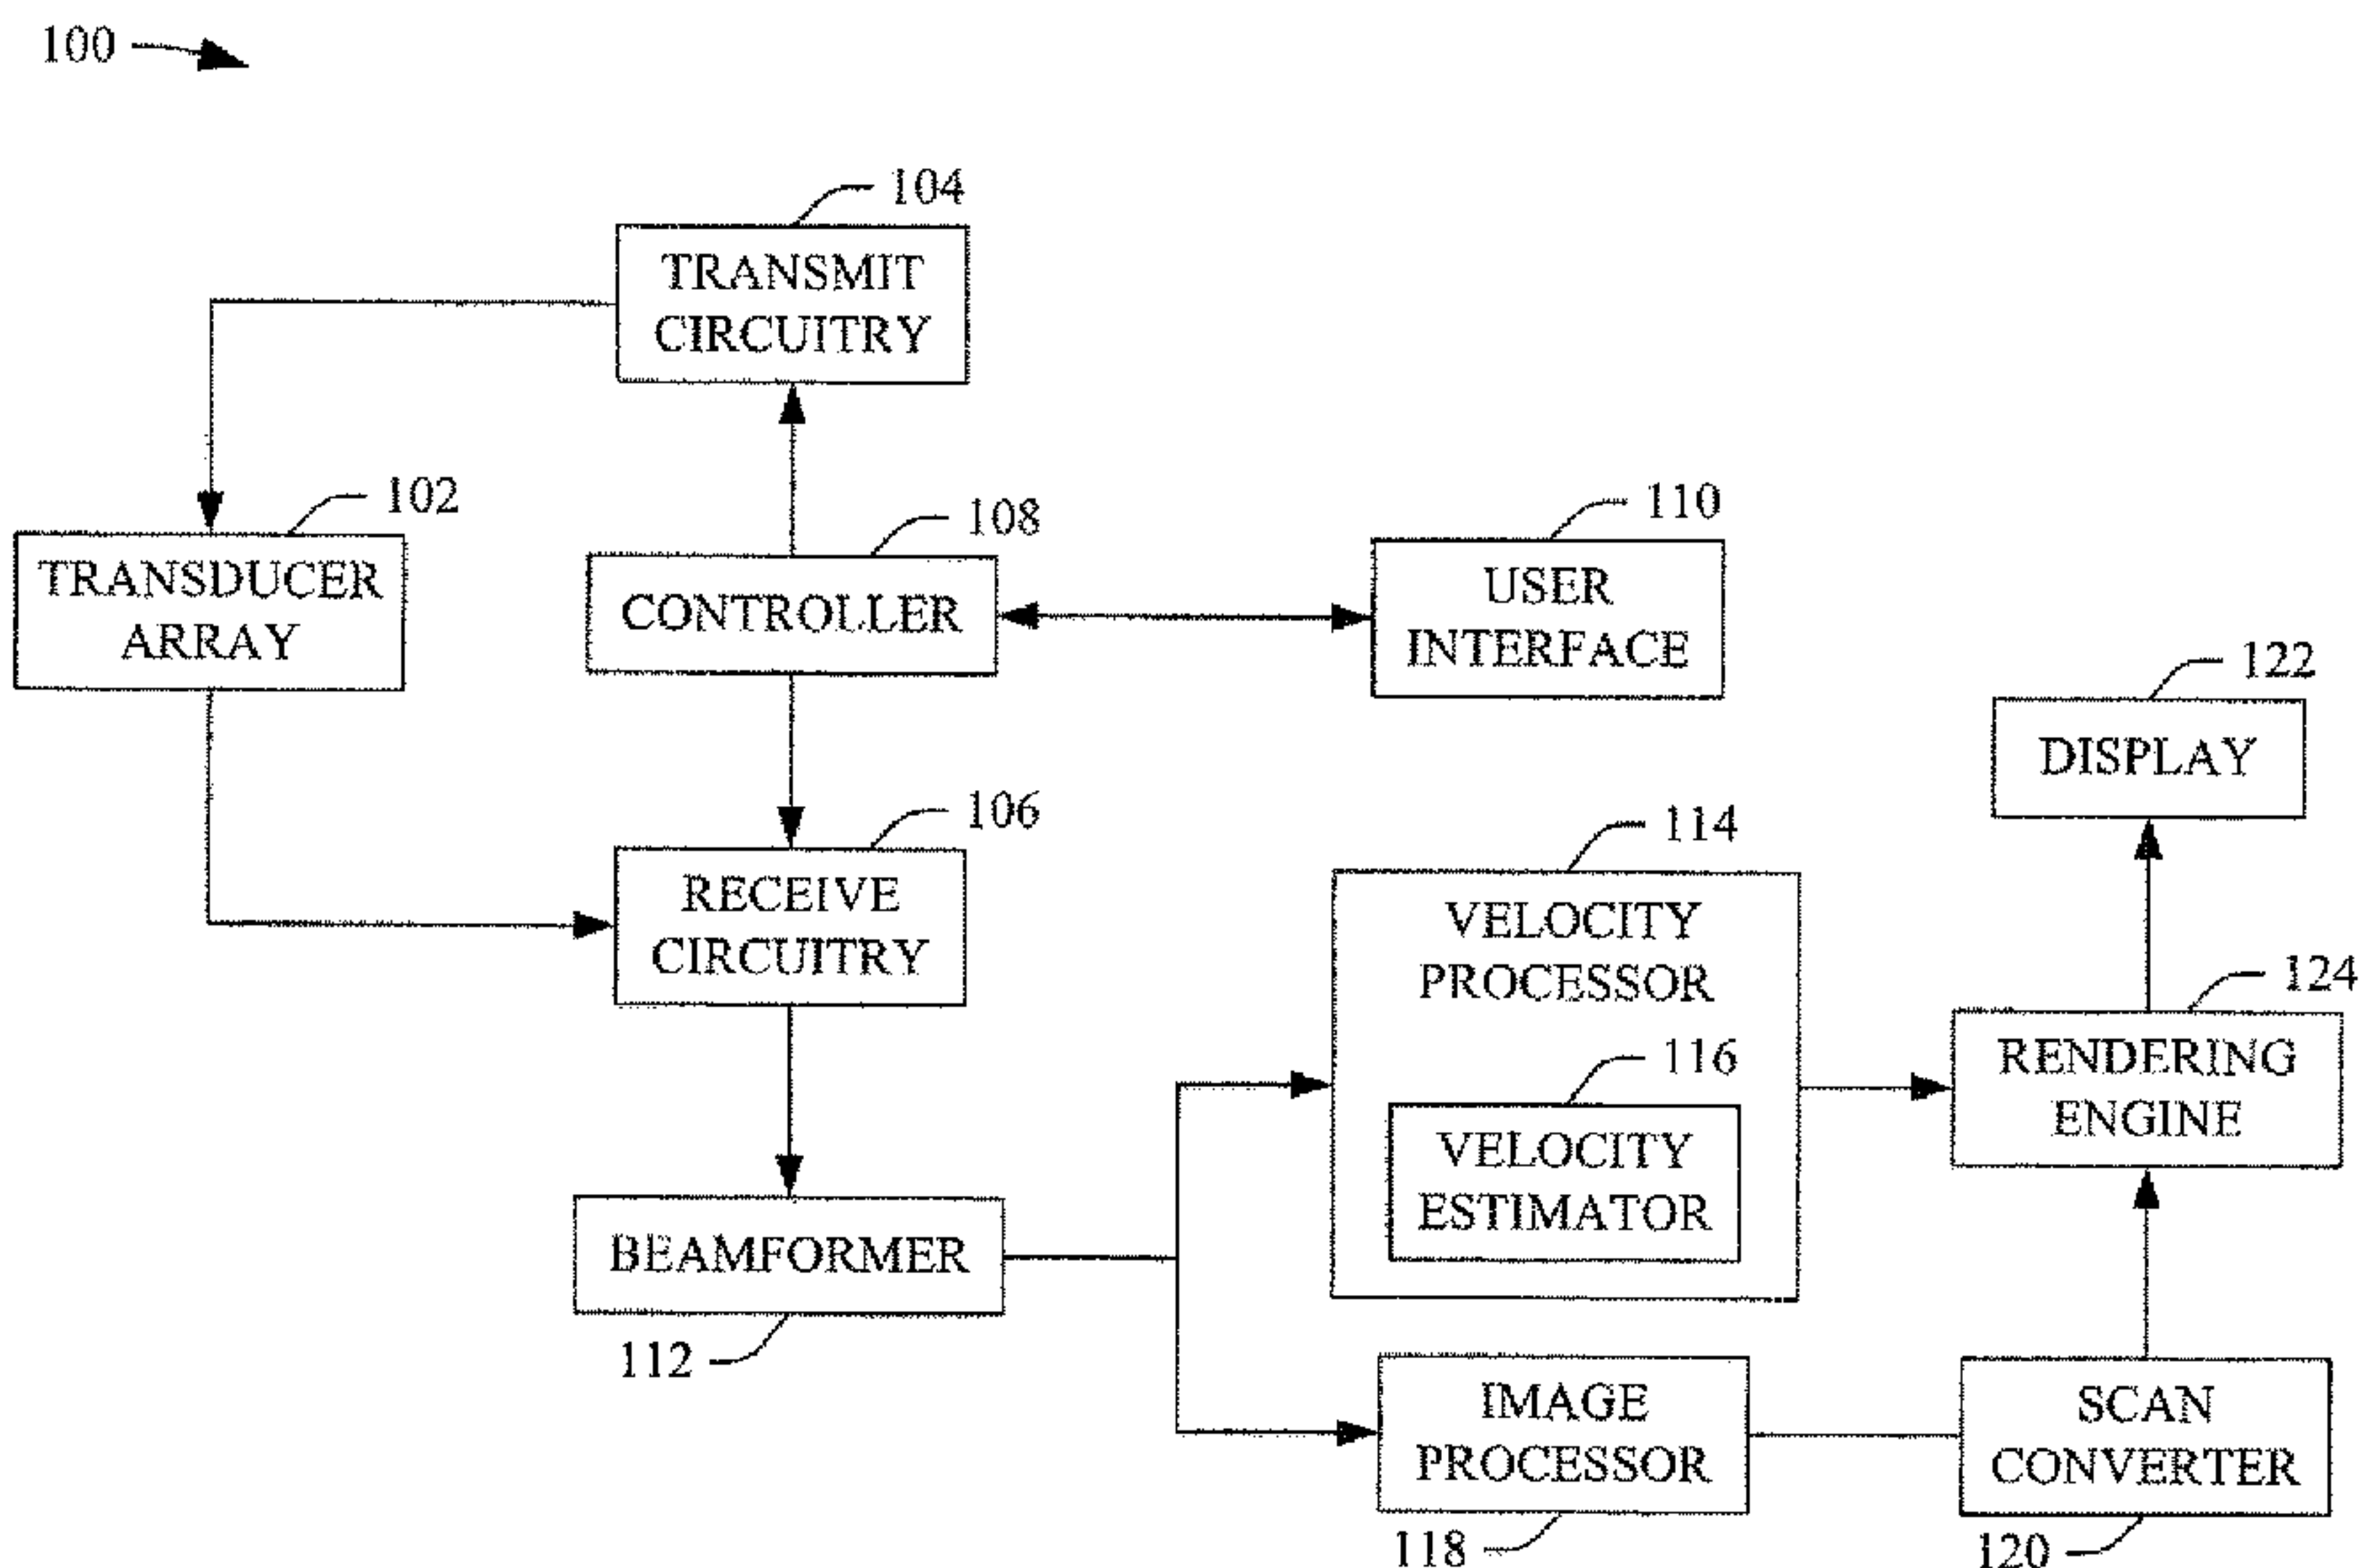 100
104
TRANSMIT
CIRCUITRY
102
TRANSDUCER
ARRAY
108
CONTROLLER
110
USER
INTERFACE
122
DISPLAY
106
RECEIVE
CIRCUITRY
114
VELOCITY
PROCESSOR
116
VELOCITY
ESTIMATOR
124
RENDERING
ENGINE
BEAMFORMER
112
IMAGE
PROCESSOR
118
SCAN
CONVERTER
120